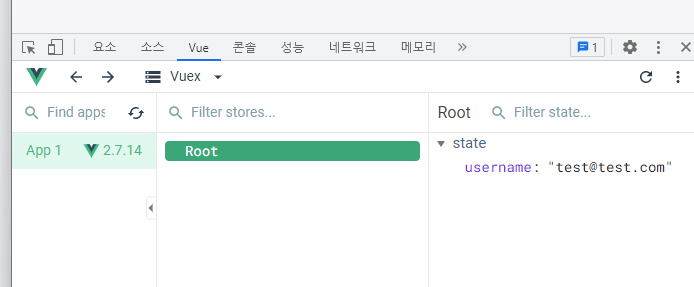 요소 소스 Vue 콘솔 성능 네트워크 메모리 » 1
Vuex
Find apps Filter stores... Root Filter state...
App 1 2.7.14 Root state
username: "test@test.com"